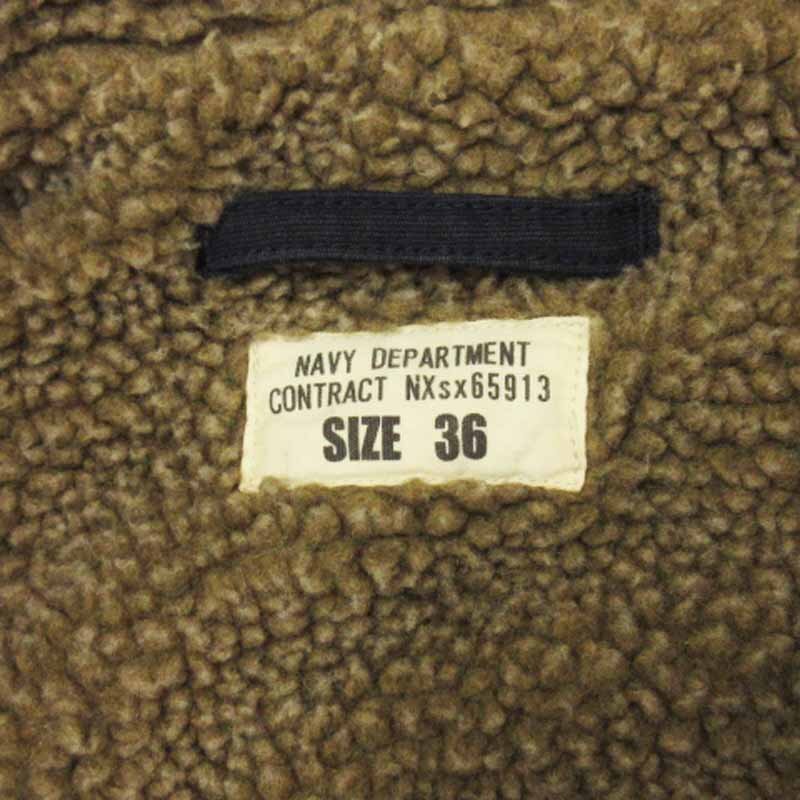 NAVY DEPARTMENT
CONTRACT NXsx65913
SIZE 36